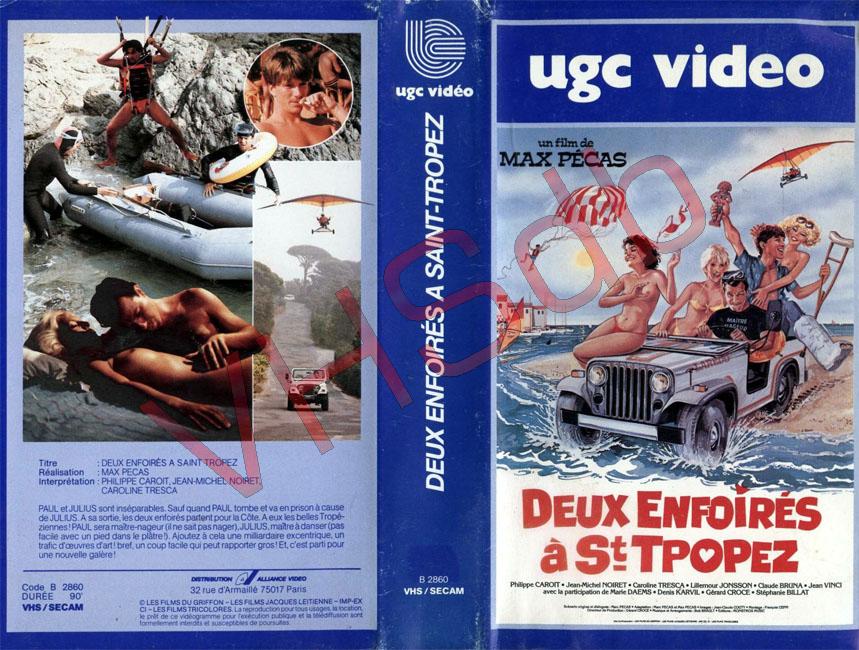 ugc vidéo
DEUX ENFOIRÉS A SAINT-TROPEZ
B 2860
VHS / SECAM
ugc video
un film de
MAX PÉCAS
MAÎTRE
NAGEUR
DEUX ENFOIRÉS
à St TPOPEZ
Philippe CAROIT, Jean-Michel NOIRET, Caroline TRESCA, Lillemour JONSSON, Claude BRUNA, Jean VINCI
avec la participation de Marie DAEMS, Denis KARVIL, Gérard CROCE, Stéphanie BILLAT
Titre : DEUX ENFOIRÉS A SAINT TROPEZ
Réalisation : MAX PECAS
Interprétation : PHILIPPE CAROIT, JEAN-MICHEL NOIRET,
CAROLINE TRESCA
PAUL et JULIUS sont inséparables. Sauf quand PAUL tombe et va en prison à cause
de JULIUS. A sa sortie, les deux enfoirés partent pour la Côte. A eux les belles Tropé-
ziennes! PAUL sera maître-nageur (il ne sait pas nager), JULIUS, maître à danser (pas
facile avec un pied dans le plâtre!). Ajoutez à cela une milliardaire excentrique, un
trafic d'œuvres d'art! bref, un coup facile qui peut rapporter gros! Et, c'est parti pour
une nouvelle galère!
Code B 2860
DURÉE 90'
VHS / SECAM
DISTRIBUTION ALLIANCE VIDEO
32 rue d'Armaillé 75017 Paris
© LES FILMS DU GRIFFON – LES FILMS JACQUES LEITIENNE – IMP-EX
CI – LES FILMS TRICOLORES. La reproduction pour tous usages, la location,
le prêt de ce vidéogramme pour l'exécution publique et la télédiffusion sont
formellement interdits et susceptibles de poursuites.
VHSdb